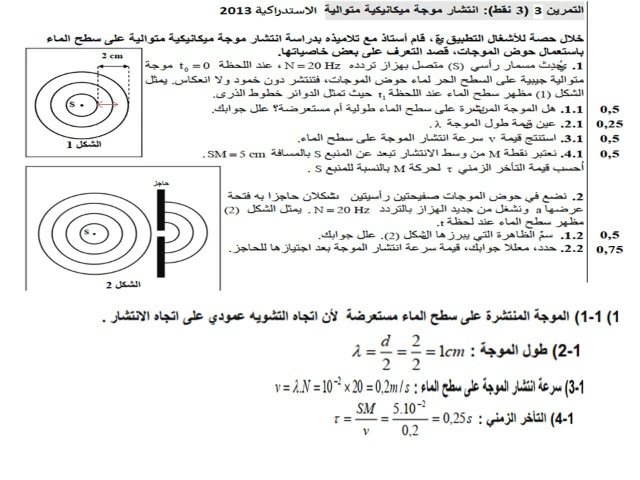 التمرين 3 (3 نقط): انتشار موجة ميكانيكية متوالية الاستدراكية 2013
خلال حصة للأشغال التطبيقية، قام أستاذ مع تلاميذه بدراسة انتشار موجة ميكانيكية متوالية على سطح الماء
باستعمال حوض الموجات، قصد التعرف على بعض خاصياتها.
1. يُحدِث مسمار رأسي (S) متصل بهزاز تردده N = 20 Hz ، عند اللحظة t₀ = 0 موجة
متوالية جيبية على السطح الحر لماء حوض الموجات، فتنتشر دون خمود ولا انعكاس. يمثل
الشكل (1) مظهر سطح الماء عند اللحظة t₁ حيث تمثل الدوائر خطوط الذرى.
0,5 1.1. هل الموجة المنتشرة على سطح الماء طولية أم مستعرضة؟ علل جوابك.
0,25 2.1. عين قيمة طول الموجة λ.
0,5 3.1. استنتج قيمة v سرعة انتشار الموجة على سطح الماء.
0,5 4.1. نعتبر نقطة M من وسط الانتشار تبعد عن المنبع S بالمسافة SM = 5 cm.
أحسب قيمة التأخر الزمني τ لحركة M بالنسبة للمنبع S .
2 cm
S
الشكل 1
2. نضع في حوض الموجات صفيحتين رأسيتين تشكلان حاجزا به فتحة
عرضها a ونشغل من جديد الهزاز بالتردد N = 20 Hz . يمثل الشكل (2)
مظهر سطح الماء عند لحظة t.
0,5 1.2. سمّ الظاهرة التي يبرزها الشكل (2). علل جوابك.
0,75 2.2. حدد، معللا جوابك، قيمة سرعة انتشار الموجة بعد اجتيازها للحاجز.
حاجز
S
الشكل 2
1) 1-1) الموجة المنتشرة على سطح الماء مستعرضة لأن اتجاه التشويه عمودي على اتجاه الانتشار .
2-1) طول الموجة : λ = d/2 = 2/2 = 1cm
3-1) سرعة انتشار الموجة على سطح الماء : v = λ.N = 10⁻² × 20 = 0,2m/s
4-1) التأخر الزمني : τ = SM/v = 5.10⁻²/0,2 = 0,25s